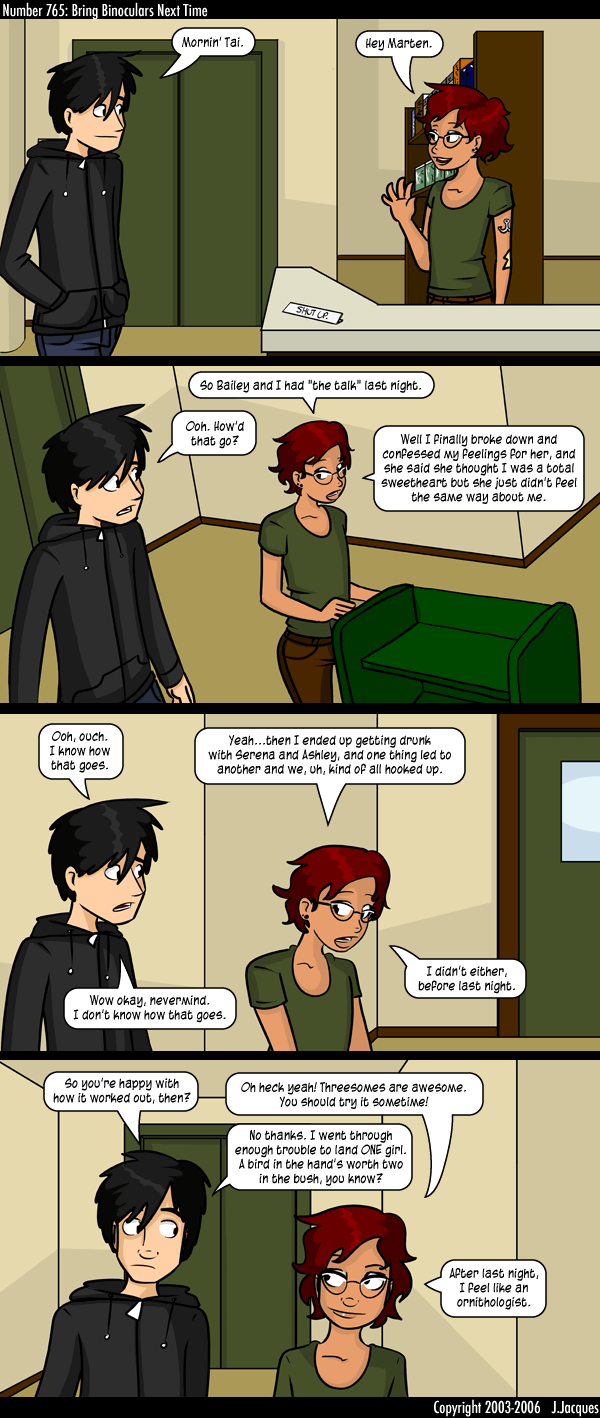 Number 765: Bring Binoculars Next Time
Mornin' Tai.
Hey Marten.
SHUT UP.
So Bailey and I had "the talk" last night.
Ooh. How'd
that go?
Well I finally broke down and
confessed my feelings for her, and
she said she thought I was a total
sweetheart but she just didn't feel
the same way about me.
Ooh, ouch.
I know how
that goes.
Yeah...then I ended up getting drunk
with Serena and Ashley, and one thing led to
another and we, uh, kind of all hooked up.
Wow okay, nevermind.
I don't know how that goes.
I didn't either,
before last night.
So you're happy with
how it worked out, then?
Oh heck yeah! Threesomes are awesome.
You should try it sometime!
No thanks. I went through
enough trouble to land ONE girl.
A bird in the hand's worth two
in the bush, you know?
After last night,
I feel like an
ornithologist.
Copyright 2003-2006 J.Jacques